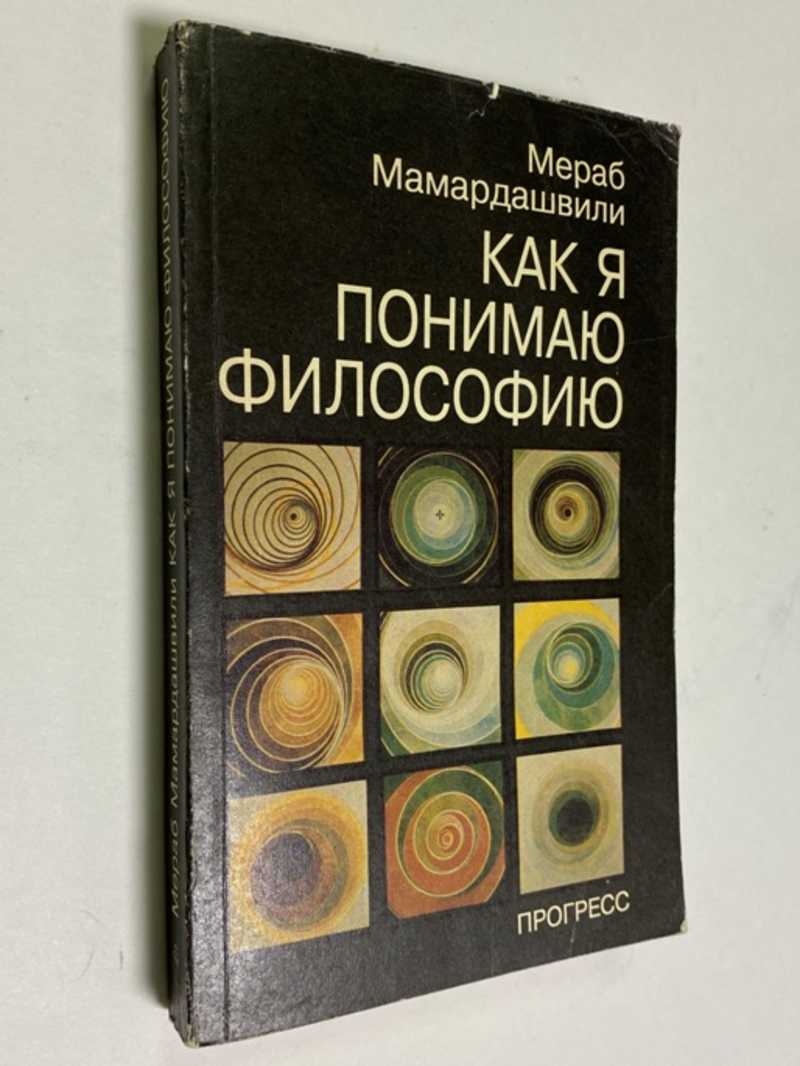 Мераб
Мамардашвили
КАК Я
ПОНИМАЮ
ФИЛОСОФИЮ
ПРОГРЕСС
Мераб Мамардашвили КАК Я ПОНИМАЮ ФИЛОСОФИЮ